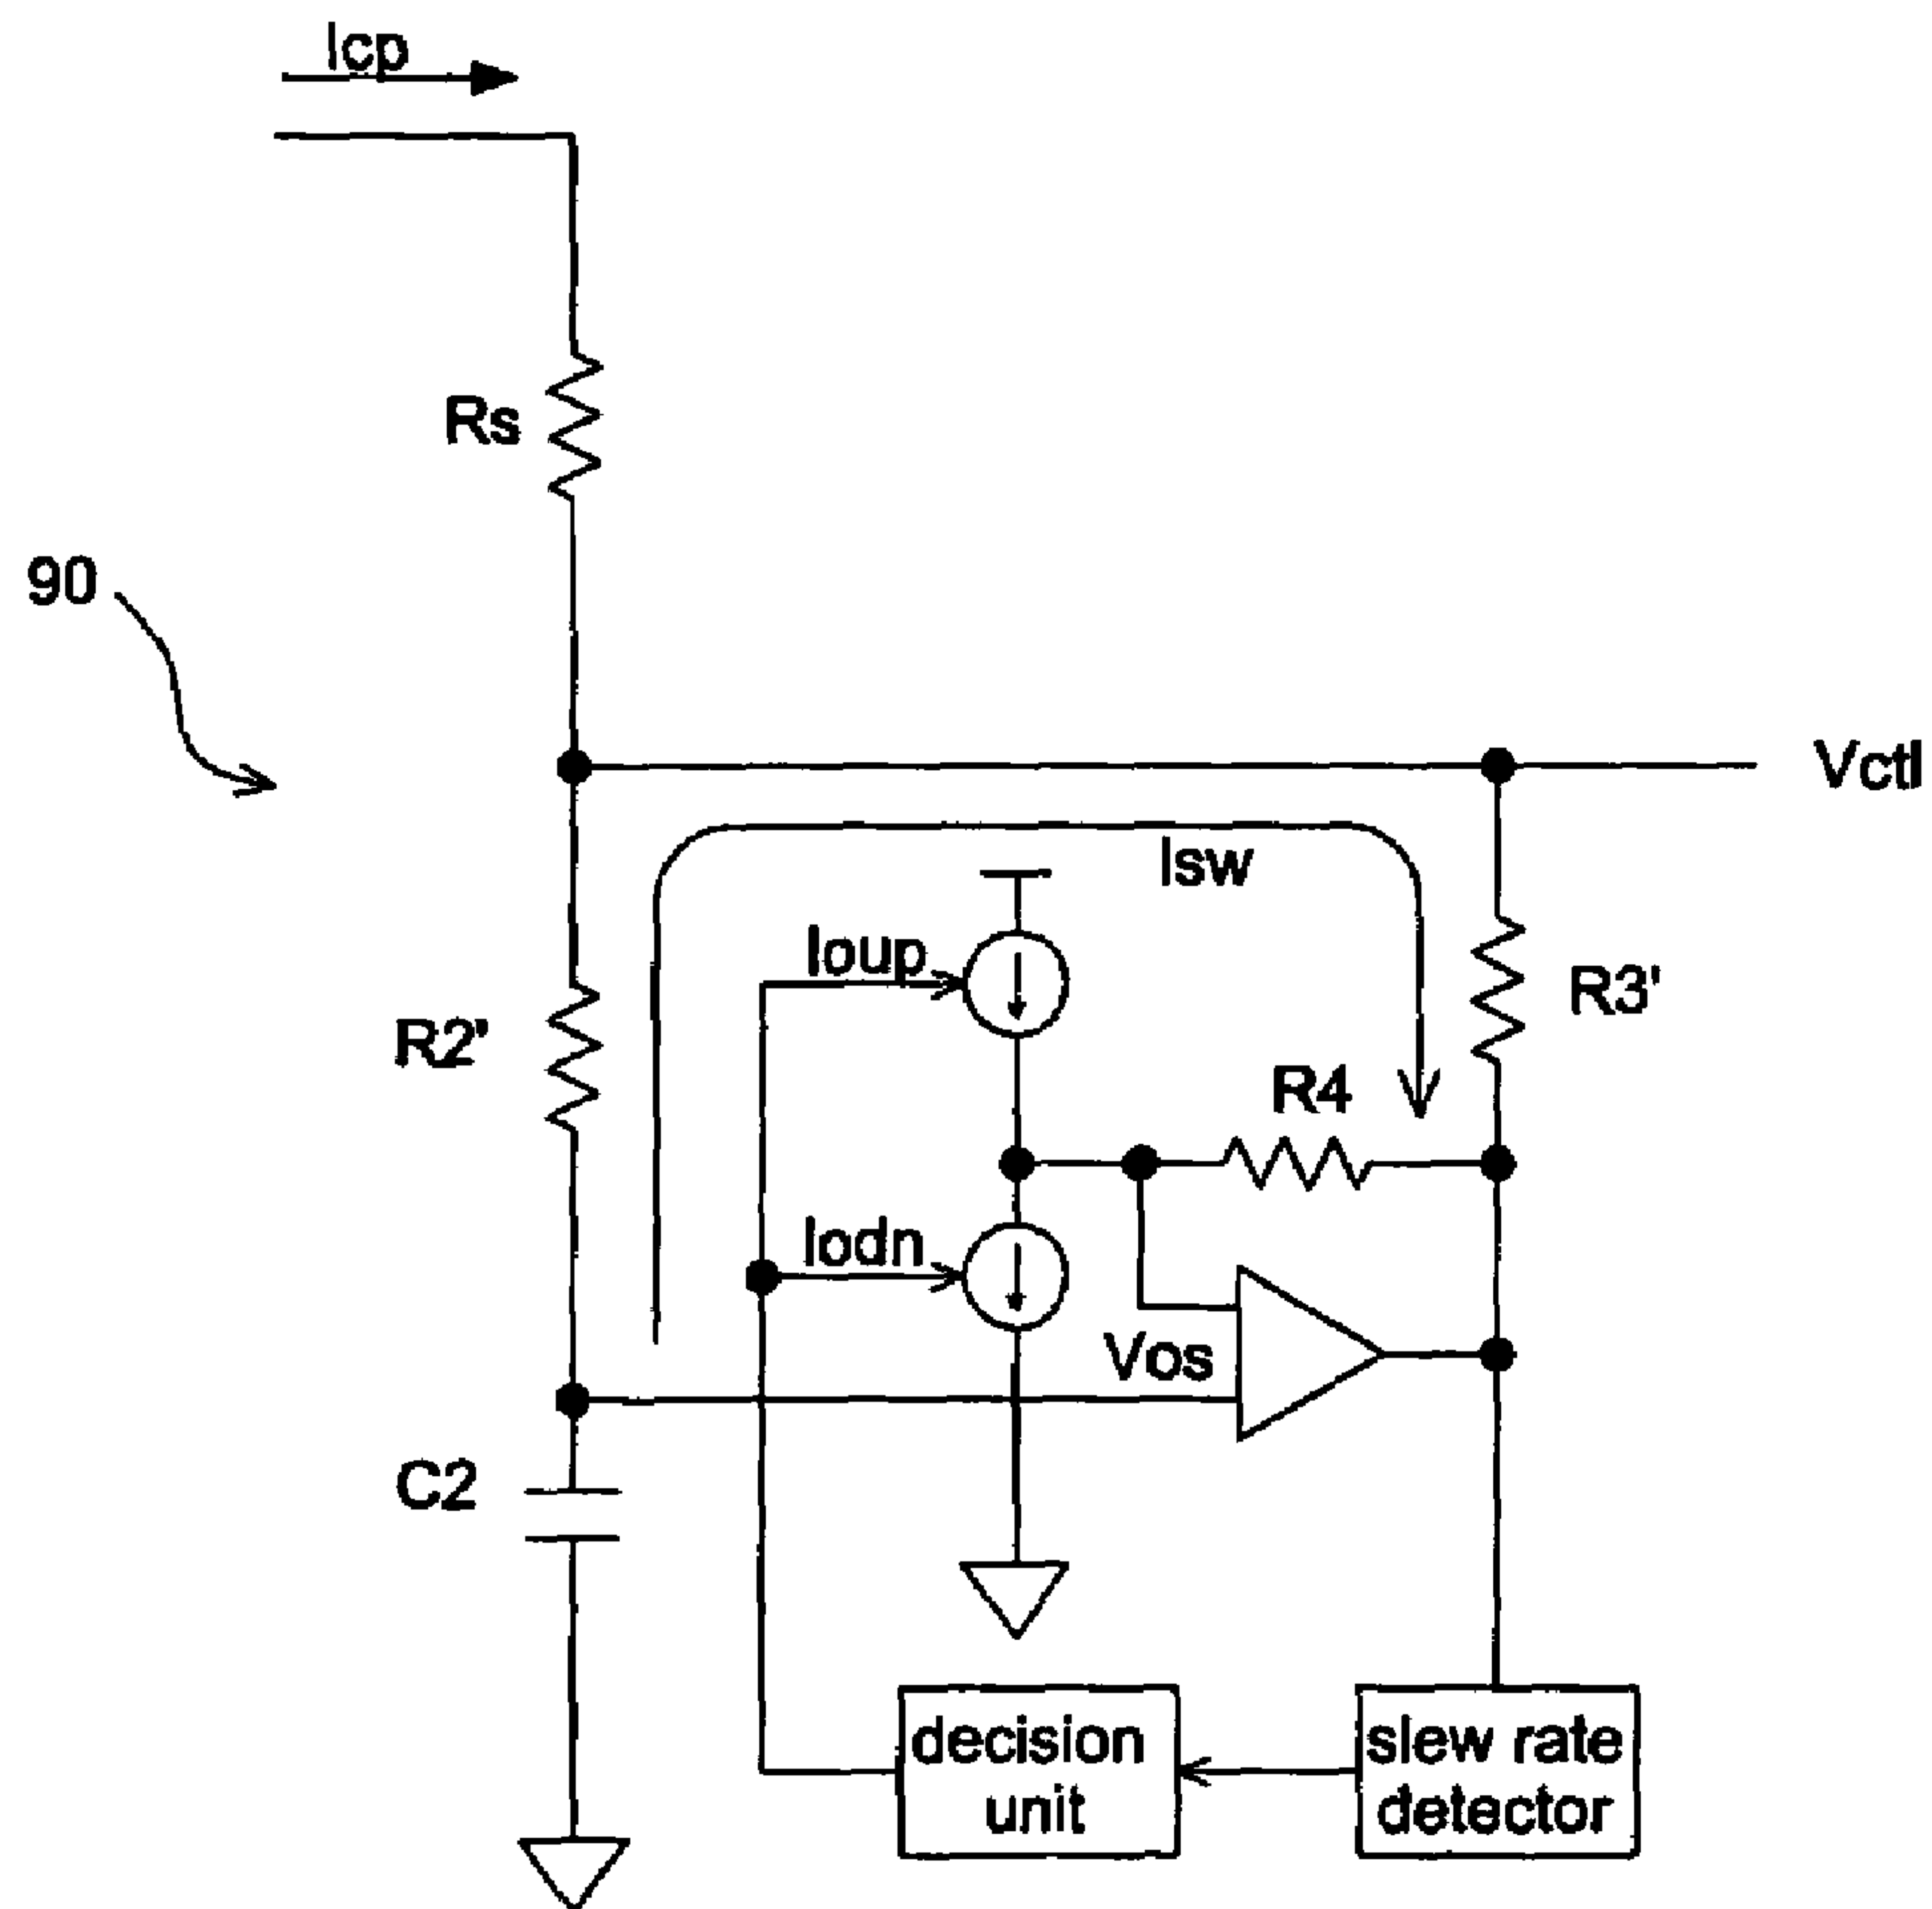 Icp
Rs
90
Vctl
Isw
Ioup
R3'
R2'
R4
Iodn
Vos
C2
decision
unit
slew rate
detector